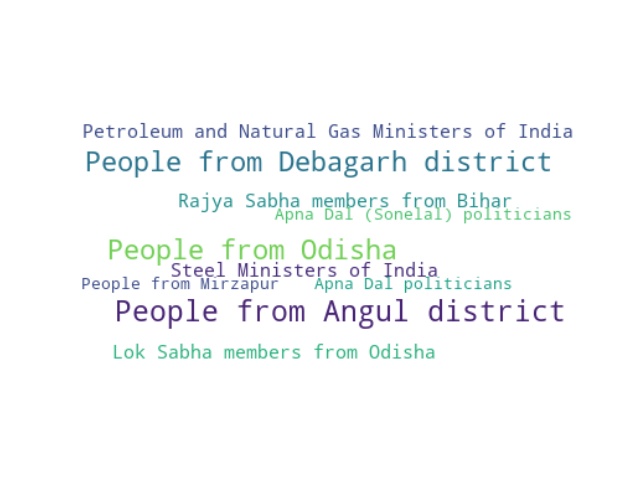 Petroleum and Natural Gas Ministers of India
People from Debagarh district
Rajya Sabha members from Bihar
Apna Dal (Sonelal) politicians
People from Odisha
Steel Ministers of India
People from Mirzapur
Apna Dal politicians
People from Angul district
Lok Sabha members from Odisha